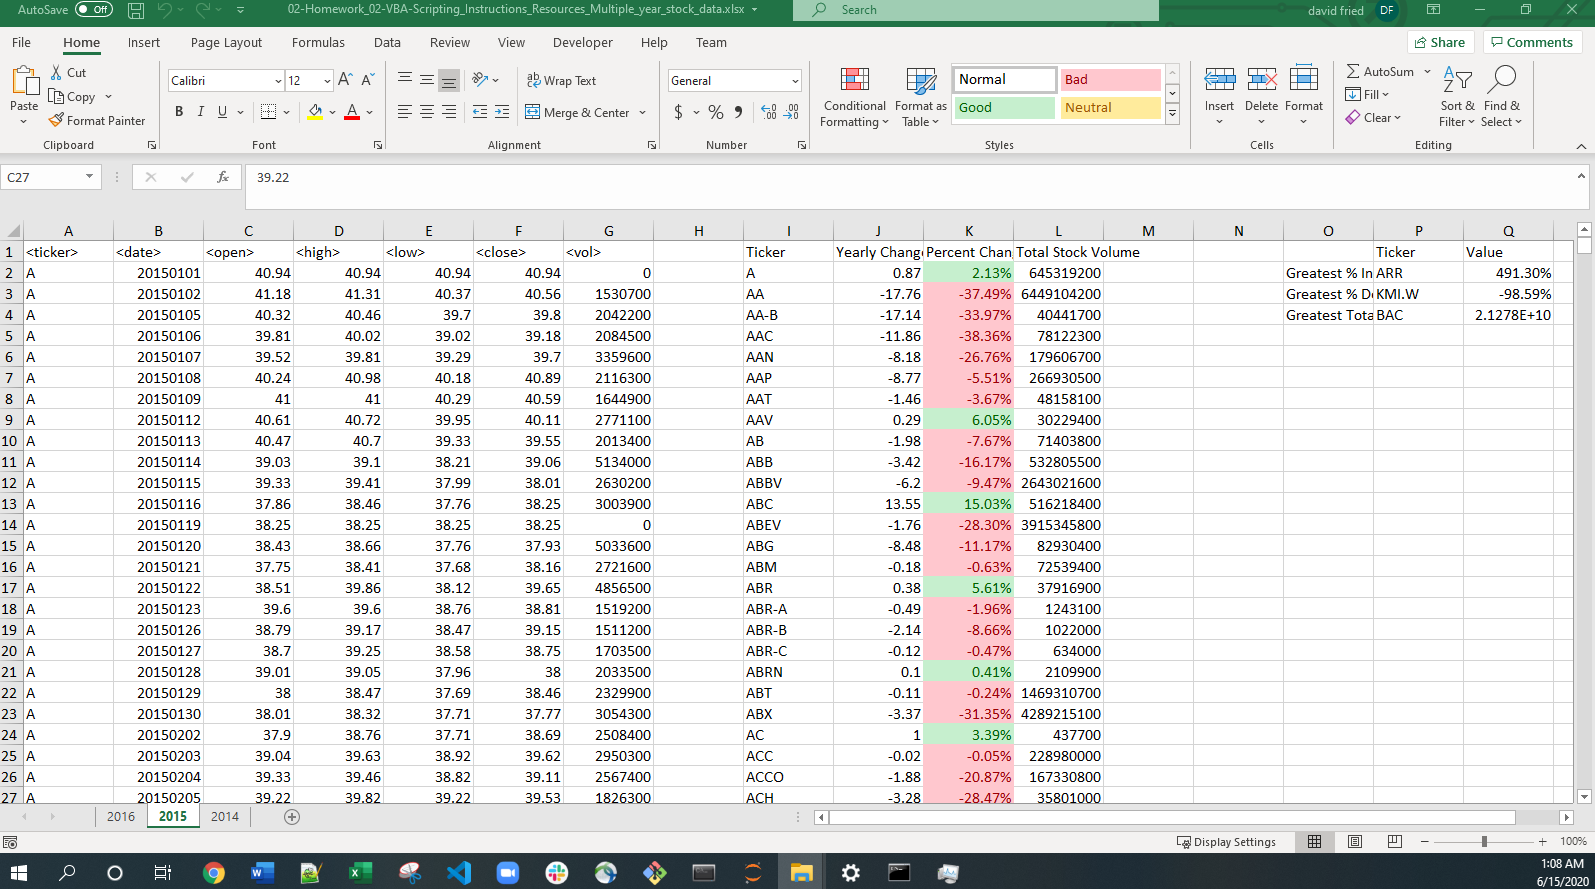 AutoSave Off 02-Homework_02-VBA-Scripting_Instructions_Resources_Multiple_year_stock_data.xlsx Search david fried DF
File Home Insert Page Layout Formulas Data Review View Developer Help Team Share Comments
Paste Cut Copy Format Painter Clipboard
Calibri 12 A A B I U A Font
Wrap Text Merge & Center Alignment
General $ % Number
Conditional Formatting Format as Table Normal Bad Good Neutral Styles
Insert Delete Format Cells
AutoSum Fill Clear Sort & Filter Find & Select Editing
C27 fx 39.22
A B C D E F G H I J K L M N O P Q
1 <ticker> <date> <open> <high> <low> <close> <vol> Ticker Yearly Change Percent Chan Total Stock Volume Ticker Value
2 A 20150101 40.94 40.94 40.94 40.94 0 A 0.87 2.13% 645319200 Greatest % In ARR 491.30%
3 A 20150102 41.18 41.31 40.37 40.56 1530700 AA -17.76 -37.49% 6449104200 Greatest % De KMI.W -98.59%
4 A 20150105 40.32 40.46 39.7 39.8 2042200 AA-B -17.14 -33.97% 40441700 Greatest Tota BAC 2.1278E+10
5 A 20150106 39.81 40.02 39.02 39.18 2084500 AAC -11.86 -38.36% 78122300
6 A 20150107 39.52 39.81 39.29 39.7 3359600 AAN -8.18 -26.76% 179606700
7 A 20150108 40.24 40.98 40.18 40.89 2116300 AAP -8.77 -5.51% 266930500
8 A 20150109 41 41 40.29 40.59 1644900 AAT -1.46 -3.67% 48158100
9 A 20150112 40.61 40.72 39.95 40.11 2771100 AAV 0.29 6.05% 30229400
10 A 20150113 40.47 40.7 39.33 39.55 2013400 AB -1.98 -7.67% 71403800
11 A 20150114 39.03 39.1 38.21 39.06 5134000 ABB -3.42 -16.17% 532805500
12 A 20150115 39.33 39.41 37.99 38.01 2630200 ABBV -6.2 -9.47% 2643021600
13 A 20150116 37.86 38.46 37.76 38.25 3003900 ABC 13.55 15.03% 516218400
14 A 20150119 38.25 38.25 38.25 38.25 0 ABEV -1.76 -28.30% 3915345800
15 A 20150120 38.43 38.66 37.76 37.93 5033600 ABG -8.48 -11.17% 82930400
16 A 20150121 37.75 38.41 37.68 38.16 2721600 ABM -0.18 -0.63% 72539400
17 A 20150122 38.51 39.86 38.12 39.65 4856500 ABR 0.38 5.61% 37916900
18 A 20150123 39.6 39.6 38.76 38.81 1519200 ABR-A -0.49 -1.96% 1243100
19 A 20150126 38.79 39.17 38.47 39.15 1511200 ABR-B -2.14 -8.66% 1022000
20 A 20150127 38.7 39.25 38.58 38.75 1703500 ABR-C -0.12 -0.47% 634000
21 A 20150128 39.01 39.05 37.96 38 2033500 ABRN 0.1 0.41% 2109900
22 A 20150129 38 38.47 37.69 38.46 2329900 ABT -0.11 -0.24% 1469310700
23 A 20150130 38.01 38.32 37.71 37.77 3054300 ABX -3.37 -31.35% 4289215100
24 A 20150202 37.9 38.76 37.71 38.69 2508400 AC 1 3.39% 437700
25 A 20150203 39.04 39.63 38.92 39.62 2950300 ACC -0.02 -0.05% 228980000
26 A 20150204 39.33 39.46 38.82 39.11 2567400 ACCO -1.88 -20.87% 167330800
27 A 20150205 39.22 39.82 39.22 39.53 1826300 ACH -3.28 -28.47% 35801000
2016 2015 2014
Display Settings 100%
1:08 AM
6/15/2020